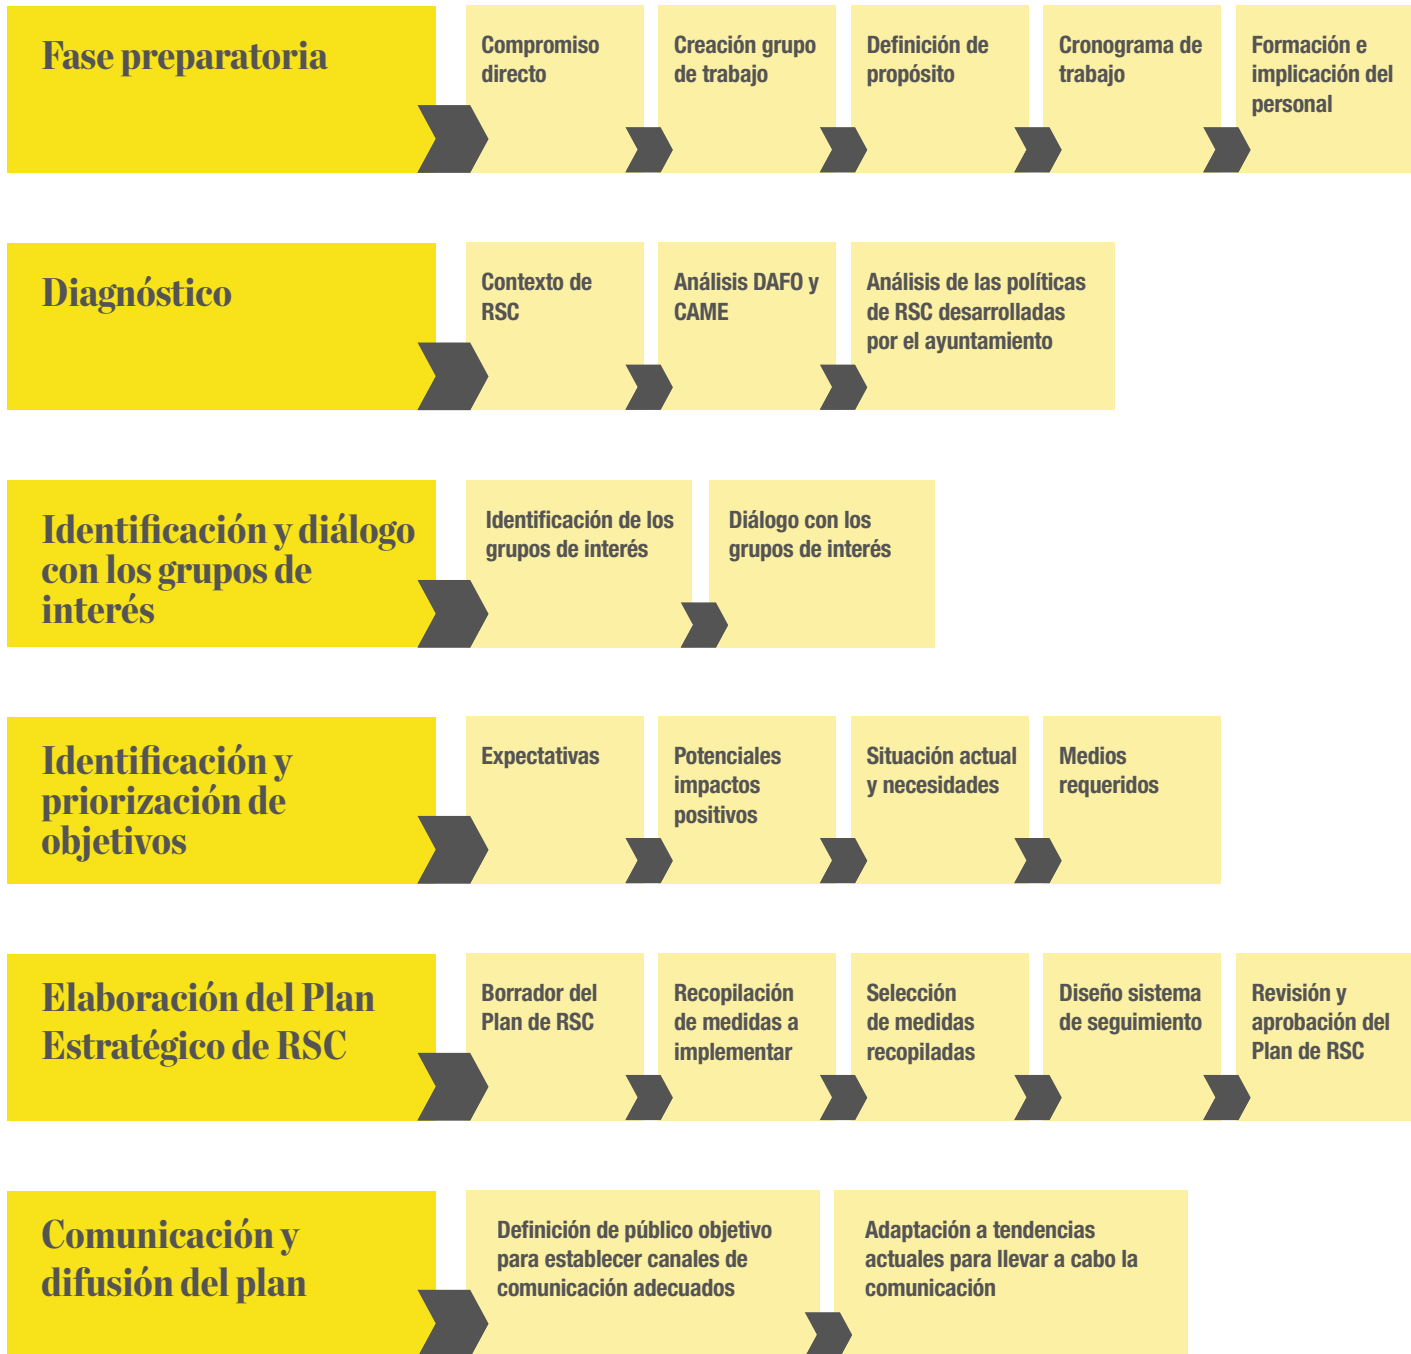 Fase preparatoria
Compromiso
directo
Creación grupo
de trabajo
Definición de
propósito
Cronograma de
trabajo
Formación e
implicación del
personal
Diagnóstico
Contexto de
RSC
Análisis DAFO y
CAME
Análisis de las políticas
de RSC desarrolladas
por el ayuntamiento
Identificación y diálogo
con los grupos de
interés
Identificación de los
grupos de interés
Diálogo con los
grupos de interés
Identificación y
priorización de
objetivos
Expectativas
Potenciales
impactos
positivos
Situación actual
y necesidades
Medios
requeridos
Elaboración del Plan
Estratégico de RSC
Borrador del
Plan de RSC
Recopilación
de medidas a
implementar
Selección
de medidas
recopiladas
Diseño sistema
de seguimiento
Revisión y
aprobación del
Plan de RSC
Comunicación y
difusión del plan
Definición de público objetivo
para establecer canales de
comunicación adecuados
Adaptación a tendencias
actuales para llevar a cabo la
comunicación